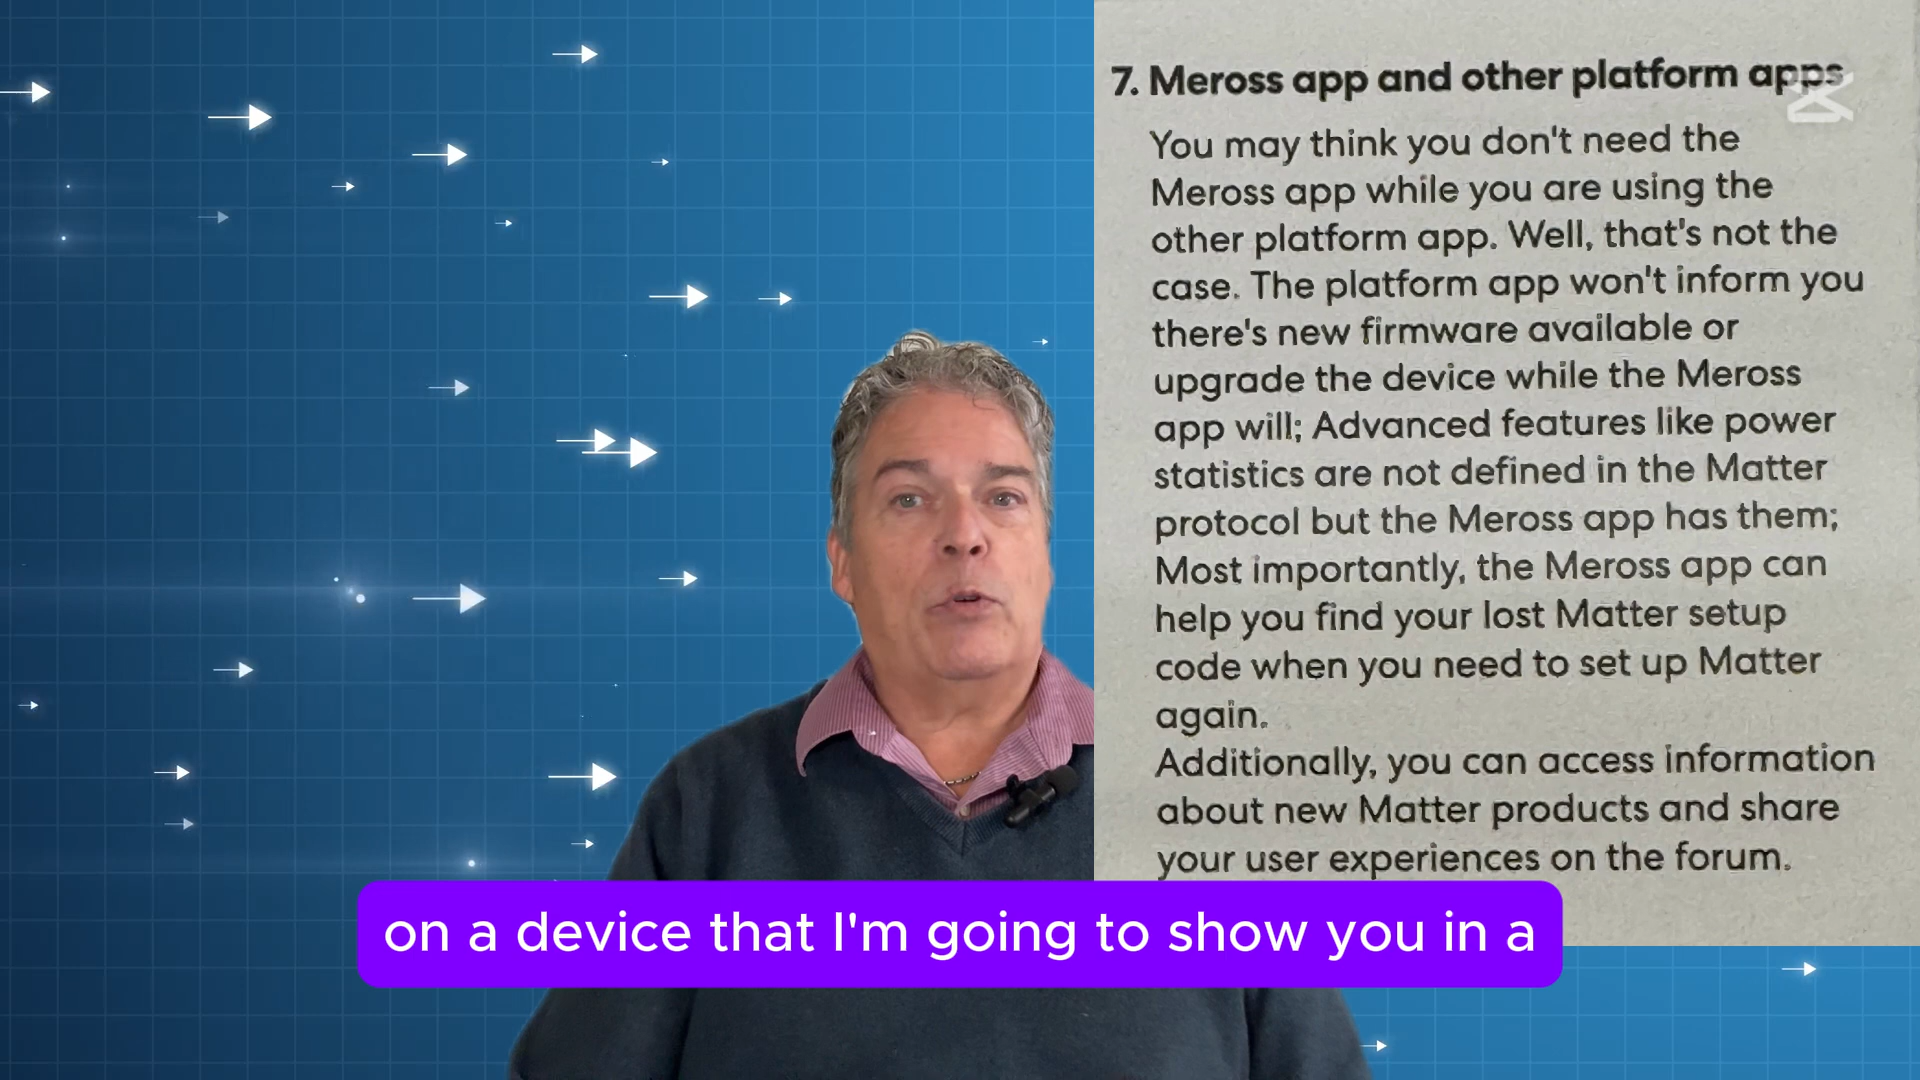 7. Meross app and other platform apps
You may think you don't need the
Meross app while you are using the
other platform app. Well, that's not the
case. The platform app won't inform you
there's new firmware available or
upgrade the device while the Meross
app will; Advanced features like power
statistics are not defined in the Matter
protocol but the Meross app has them;
Most importantly, the Meross app can
help you find your lost Matter setup
code when you need to set up Matter
again.
Additionally, you can access information
about new Matter products and share
your user experiences on the forum.
on a device that I'm going to show you in a